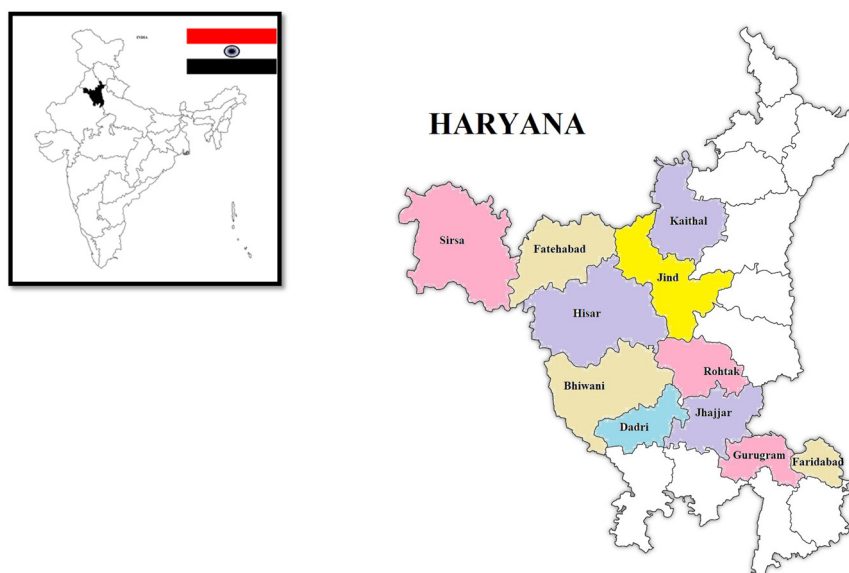 INDIA
HARYANA
Kaithal
Sirsa
Fatehabad
Jind
Hisar
Rohtak
Bhiwani
Jhajjar
Dadri
Gurugram
Faridabad